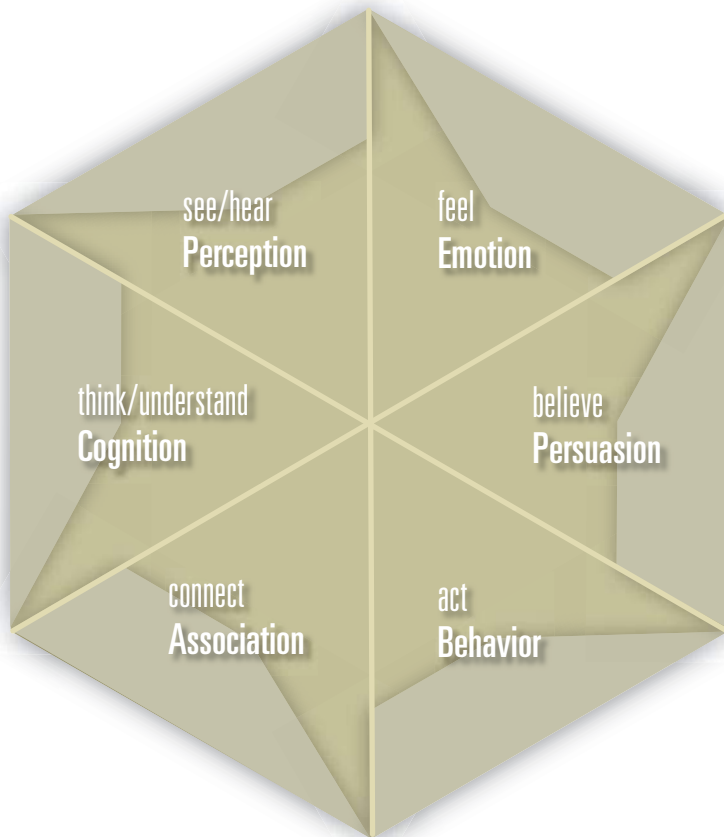 see/hear
Perception
feel
Emotion
think/understand
Cognition
believe
Persuasion
connect
Association
act
Behavior